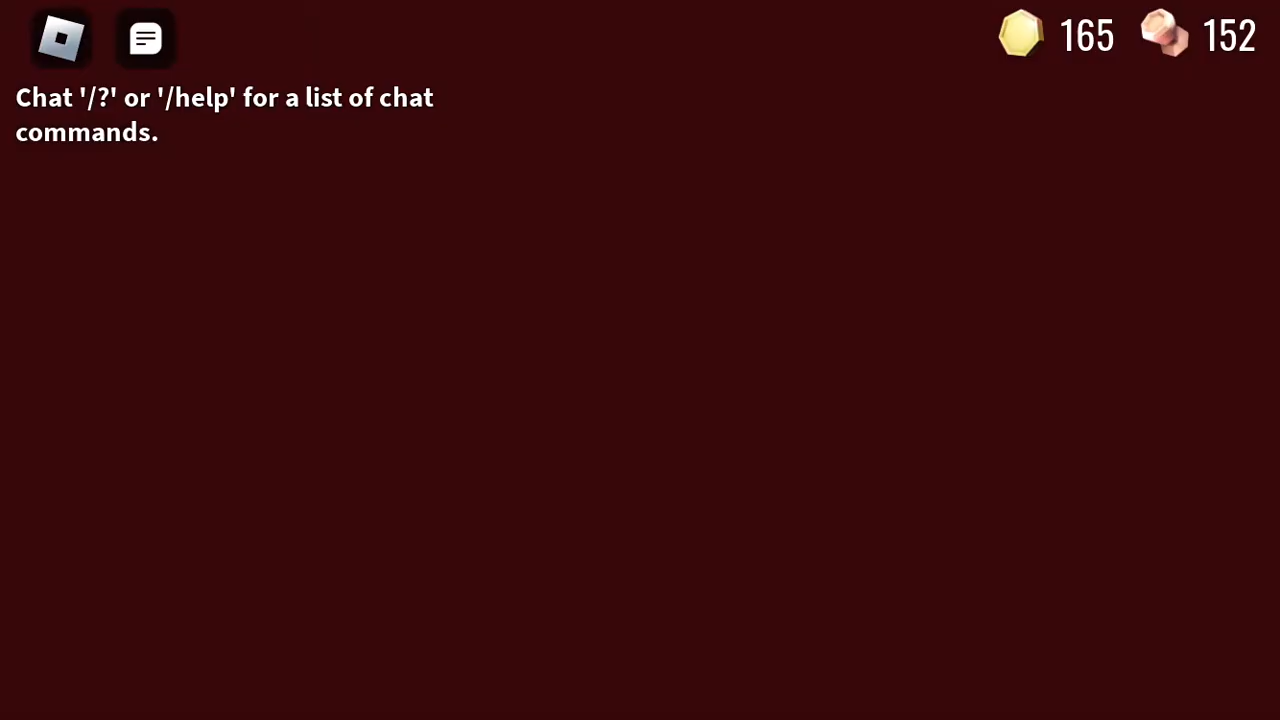 165 152
Chat '/?' or '/help' for a list of chat
commands.